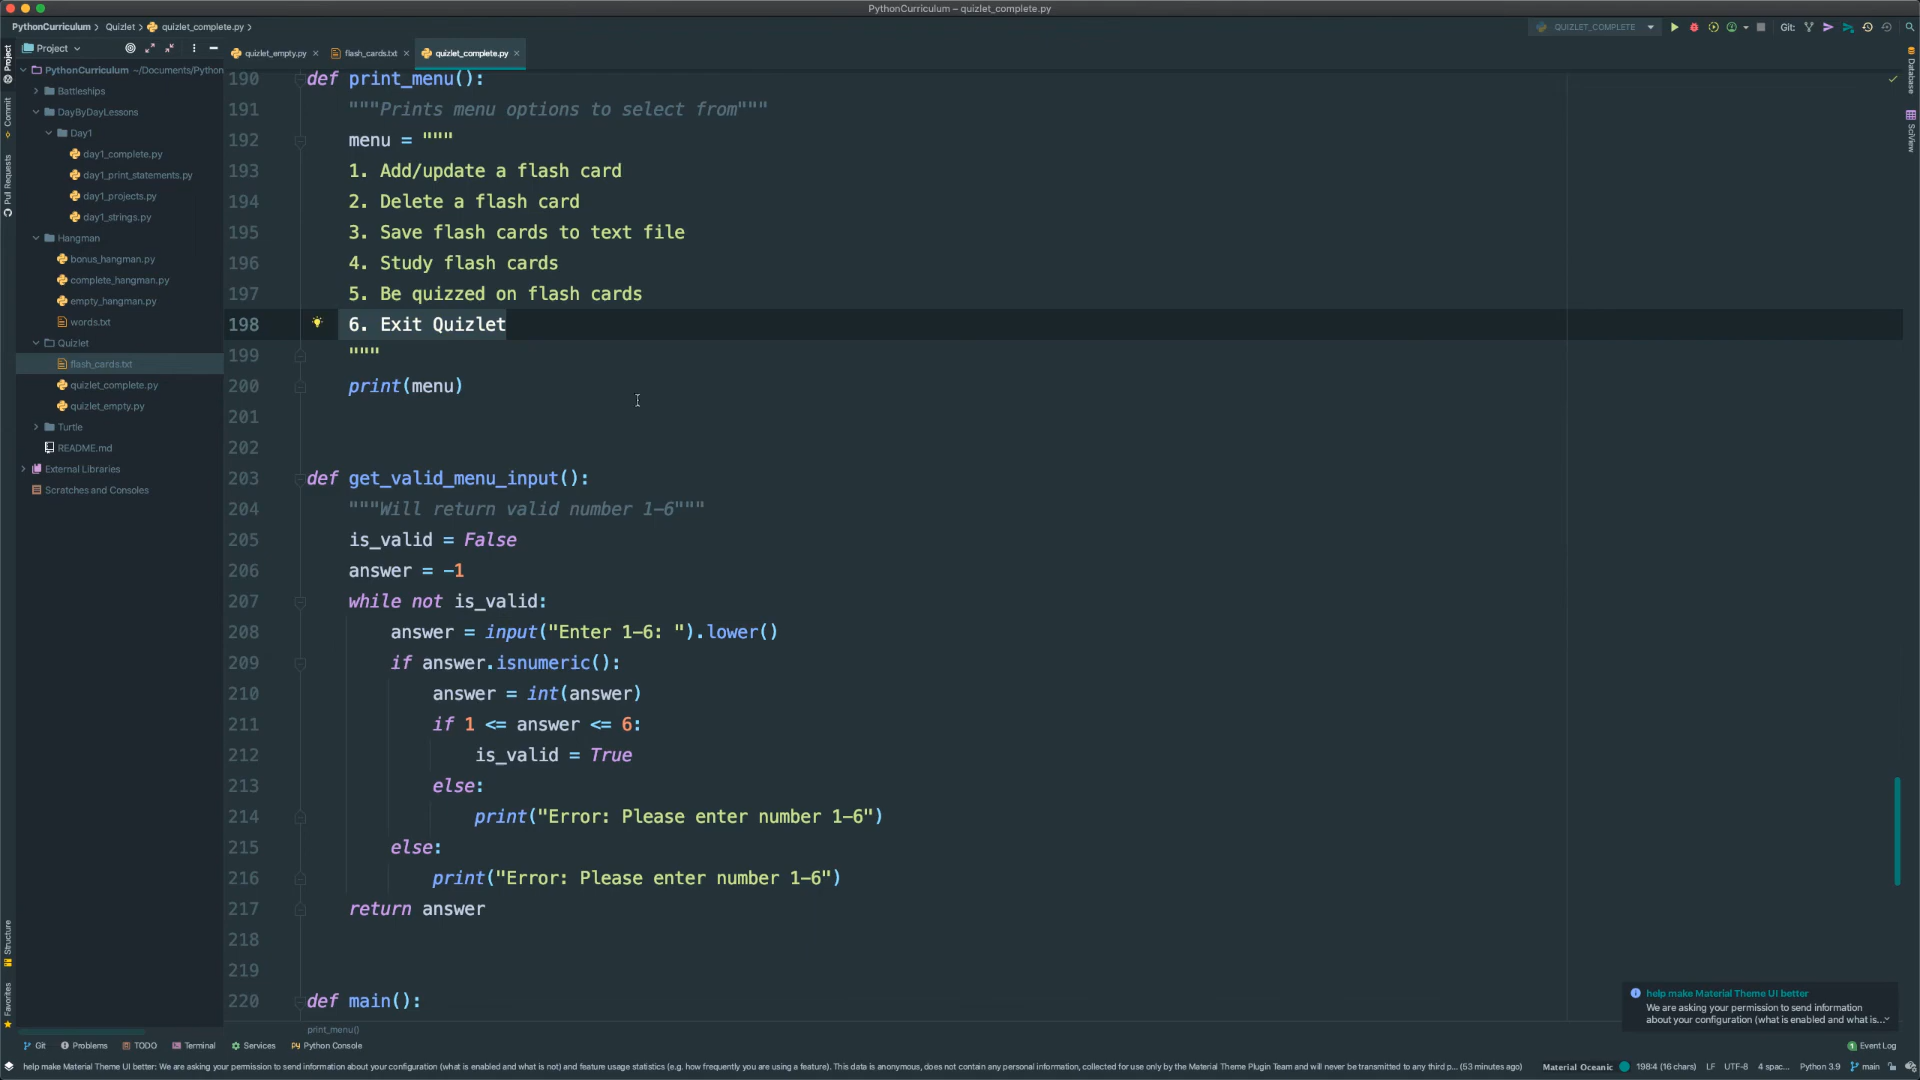 PythonCurriculum – quizlet_complete.py
PythonCurriculum
Quizlet
quizlet_complete.py
QUIZLET_COMPLETE
Git:
Project
quizlet_empty.py
flash_cards.txt
quizlet_complete.py
PythonCurriculum ~/Documents/Python
Battleships
DayByDayLessons
Day1
day1_complete.py
day1_print_statements.py
day1_projects.py
day1_strings.py
Hangman
bonus_hangman.py
complete_hangman.py
empty_hangman.py
words.txt
Quizlet
flash_cards.txt
quizlet_complete.py
quizlet_empty.py
Turtle
README.md
External Libraries
Scratches and Consoles
Project
Commit
Pull Requests
Structure
Favorites
190 def print_menu():
191 """Prints menu options to select from"""
192 menu = """
193 1. Add/update a flash card
194 2. Delete a flash card
195 3. Save flash cards to text file
196 4. Study flash cards
197 5. Be quizzed on flash cards
198 6. Exit Quizlet
199 """
200 print(menu)
201
202
203 def get_valid_menu_input():
204 """Will return valid number 1-6"""
205 is_valid = False
206 answer = -1
207 while not is_valid:
208 answer = input("Enter 1-6: ").lower()
209 if answer.isnumeric():
210 answer = int(answer)
211 if 1 <= answer <= 6:
212 is_valid = True
213 else:
214 print("Error: Please enter number 1-6")
215 else:
216 print("Error: Please enter number 1-6")
217 return answer
218
219
220 def main():
print_menu()
Database
SciView
help make Material Theme UI better
We are asking your permission to send information
about your configuration (what is enabled and what is...
Git
Problems
TODO
Terminal
Services
Python Console
1 Event Log
help make Material Theme UI better: We are asking your permission to send information about your configuration (what is enabled and what is not) and feature usage statistics (e.g. how frequently you are using a feature). This data is anonymous, does not contain any personal information, collected for use only by the Material Theme Plugin Team and will never be transmitted to any third p... (53 minutes ago)
Material Oceanic
198:4 (16 chars)
LF
UTF-8
4 spac...
Python 3.9
main